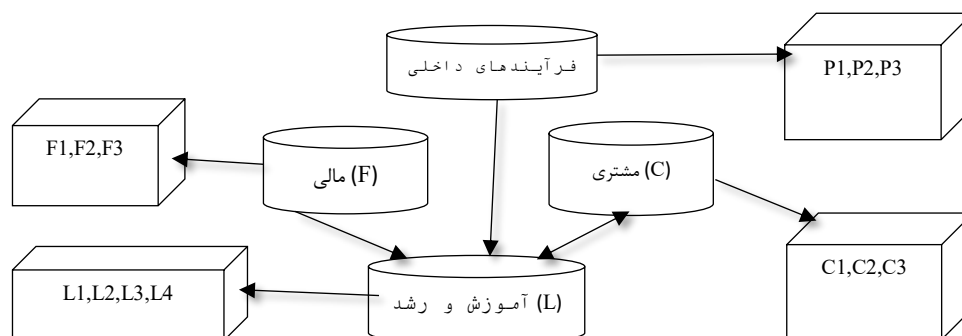 فرآیندهای داخلی
P1,P2,P3
F1,F2,F3
مالی (F)
مشتری (C)
L1,L2,L3,L4
آموزش و رشد (L)
C1,C2,C3